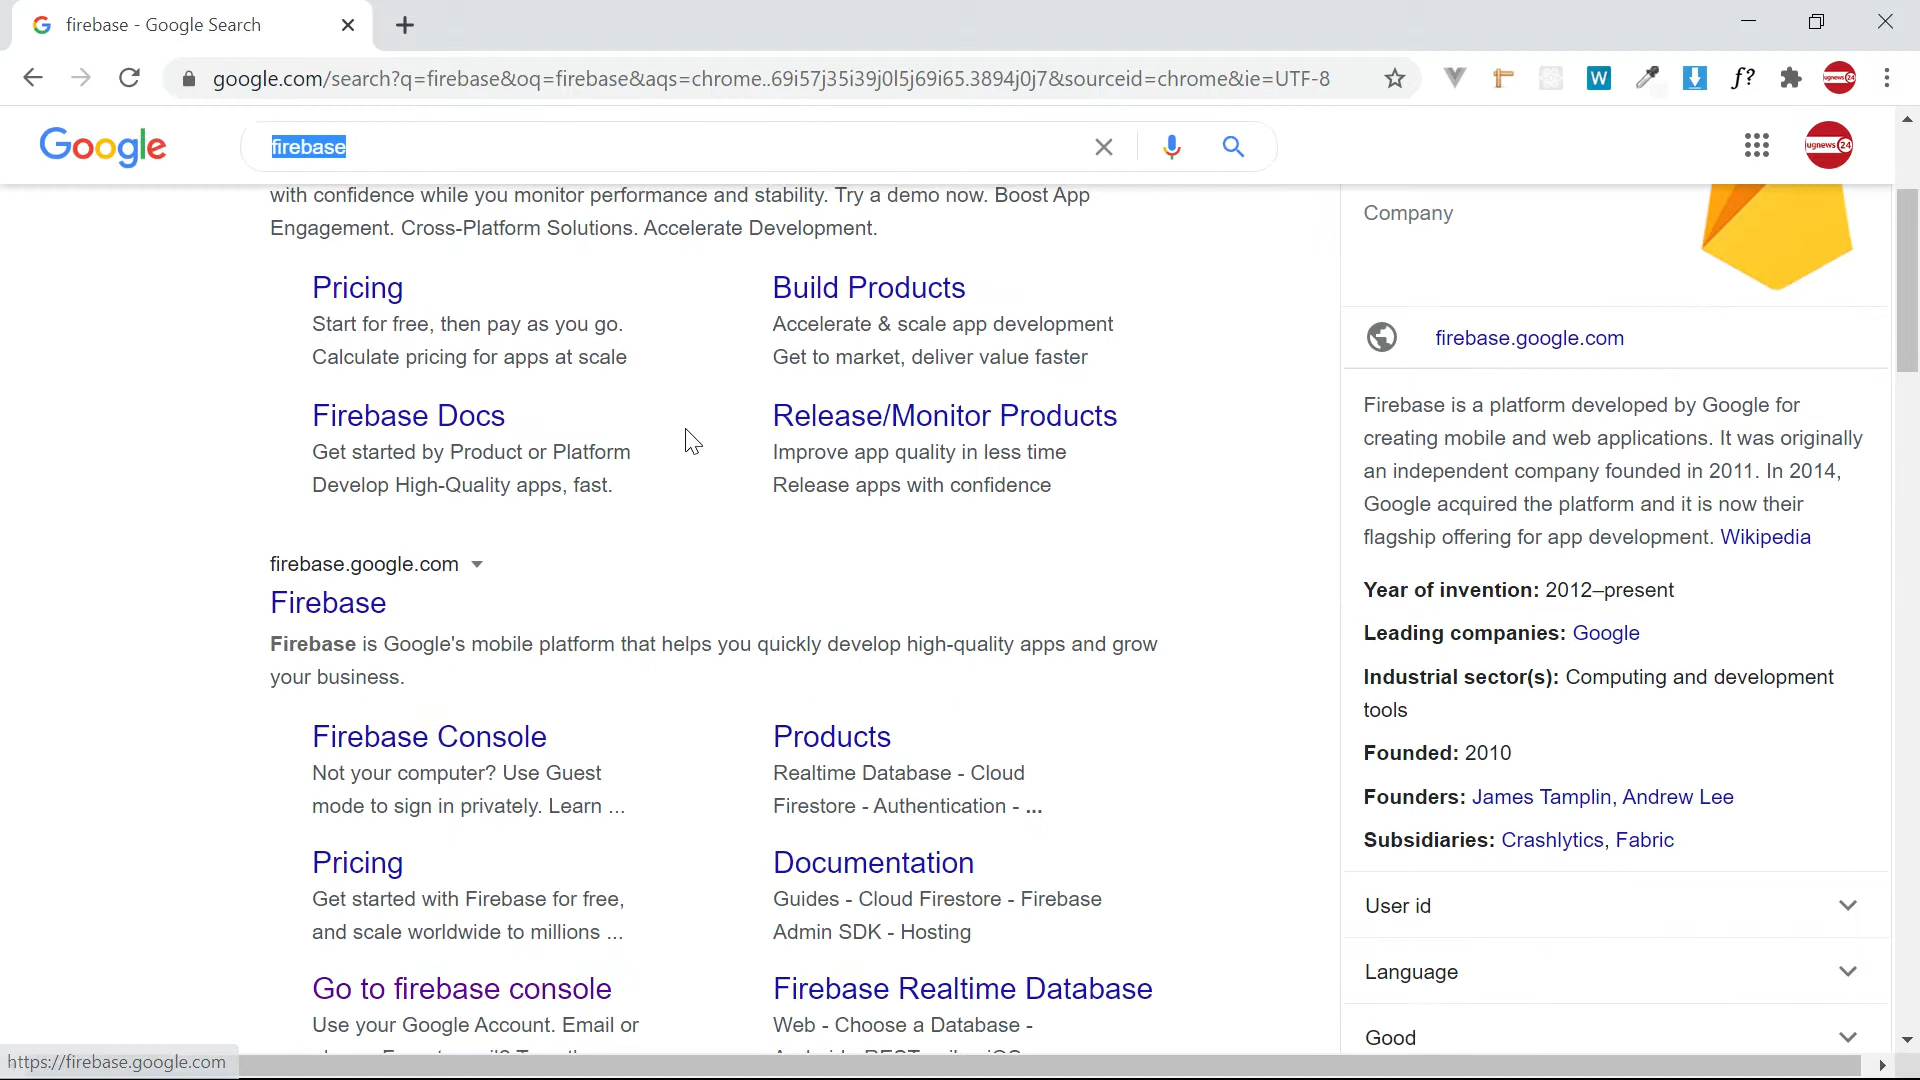 firebase - Google Search
google.com/search?q=firebase&oq=firebase&aqs=chrome..69i57j35i39j0l5j69i65.3894j0j7&sourceid=chrome&ie=UTF-8
W
f?
ugnews24
Google
firebase
ugnews24
with confidence while you monitor performance and stability. Try a demo now. Boost App
Engagement. Cross-Platform Solutions. Accelerate Development.
Pricing
Start for free, then pay as you go.
Calculate pricing for apps at scale
Build Products
Accelerate & scale app development
Get to market, deliver value faster
Firebase Docs
Get started by Product or Platform
Develop High-Quality apps, fast.
Release/Monitor Products
Improve app quality in less time
Release apps with confidence
firebase.google.com
Firebase
Firebase is Google's mobile platform that helps you quickly develop high-quality apps and grow
your business.
Firebase Console
Not your computer? Use Guest
mode to sign in privately. Learn ...
Products
Realtime Database - Cloud
Firestore - Authentication - ...
Pricing
Get started with Firebase for free,
and scale worldwide to millions ...
Documentation
Guides - Cloud Firestore - Firebase
Admin SDK - Hosting
Go to firebase console
Use your Google Account. Email or
Firebase Realtime Database
Web - Choose a Database -
Company
firebase.google.com
Firebase is a platform developed by Google for
creating mobile and web applications. It was originally
an independent company founded in 2011. In 2014,
Google acquired the platform and it is now their
flagship offering for app development. Wikipedia
Year of invention: 2012–present
Leading companies: Google
Industrial sector(s): Computing and development
tools
Founded: 2010
Founders: James Tamplin, Andrew Lee
Subsidiaries: Crashlytics, Fabric
User id
Language
Good
https://firebase.google.com